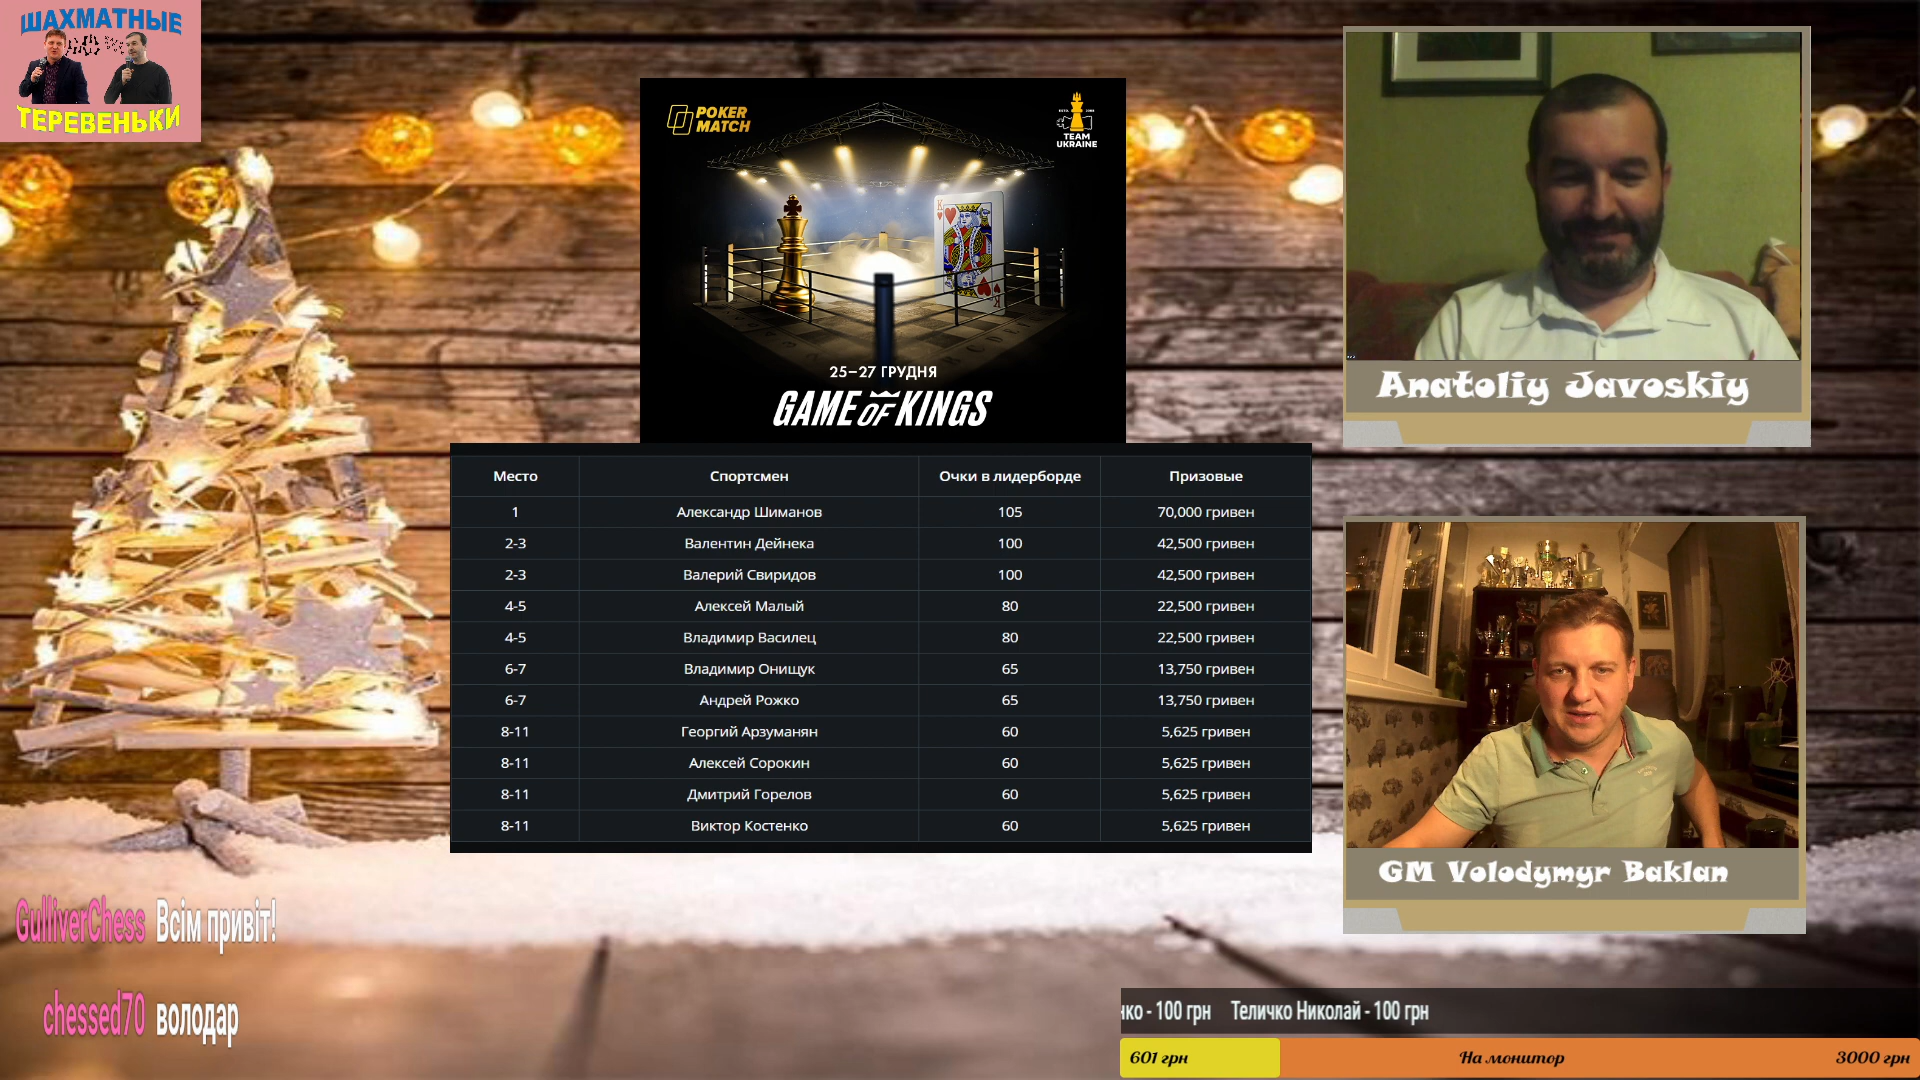 ШАХМАТНЫЕ
ТЕРЕВЕНЬКИ
POKER
MATCH
TEAM
UKRAINE
25–27 ГРУДНЯ
GAME OF KINGS
Место Спортсмен Очки в лидерборде Призовые
1 Александр Шиманов 105 70,000 гривен
2-3 Валентин Дейнека 100 42,500 гривен
2-3 Валерий Свиридов 100 42,500 гривен
4-5 Алексей Малый 80 22,500 гривен
4-5 Владимир Василец 80 22,500 гривен
6-7 Владимир Онищук 65 13,750 гривен
6-7 Андрей Рожко 65 13,750 гривен
8-11 Георгий Арзуманян 60 5,625 гривен
8-11 Алексей Сорокин 60 5,625 гривен
8-11 Дмитрий Горелов 60 5,625 гривен
8-11 Виктор Костенко 60 5,625 гривен
Anatoliy Javoskiy
GM Volodymyr Baklan
GulliverChess Всім привіт!
chessed70 володар
- 100 грн Теличко Николай - 100 грн
601 грн На монитор 3000 грн